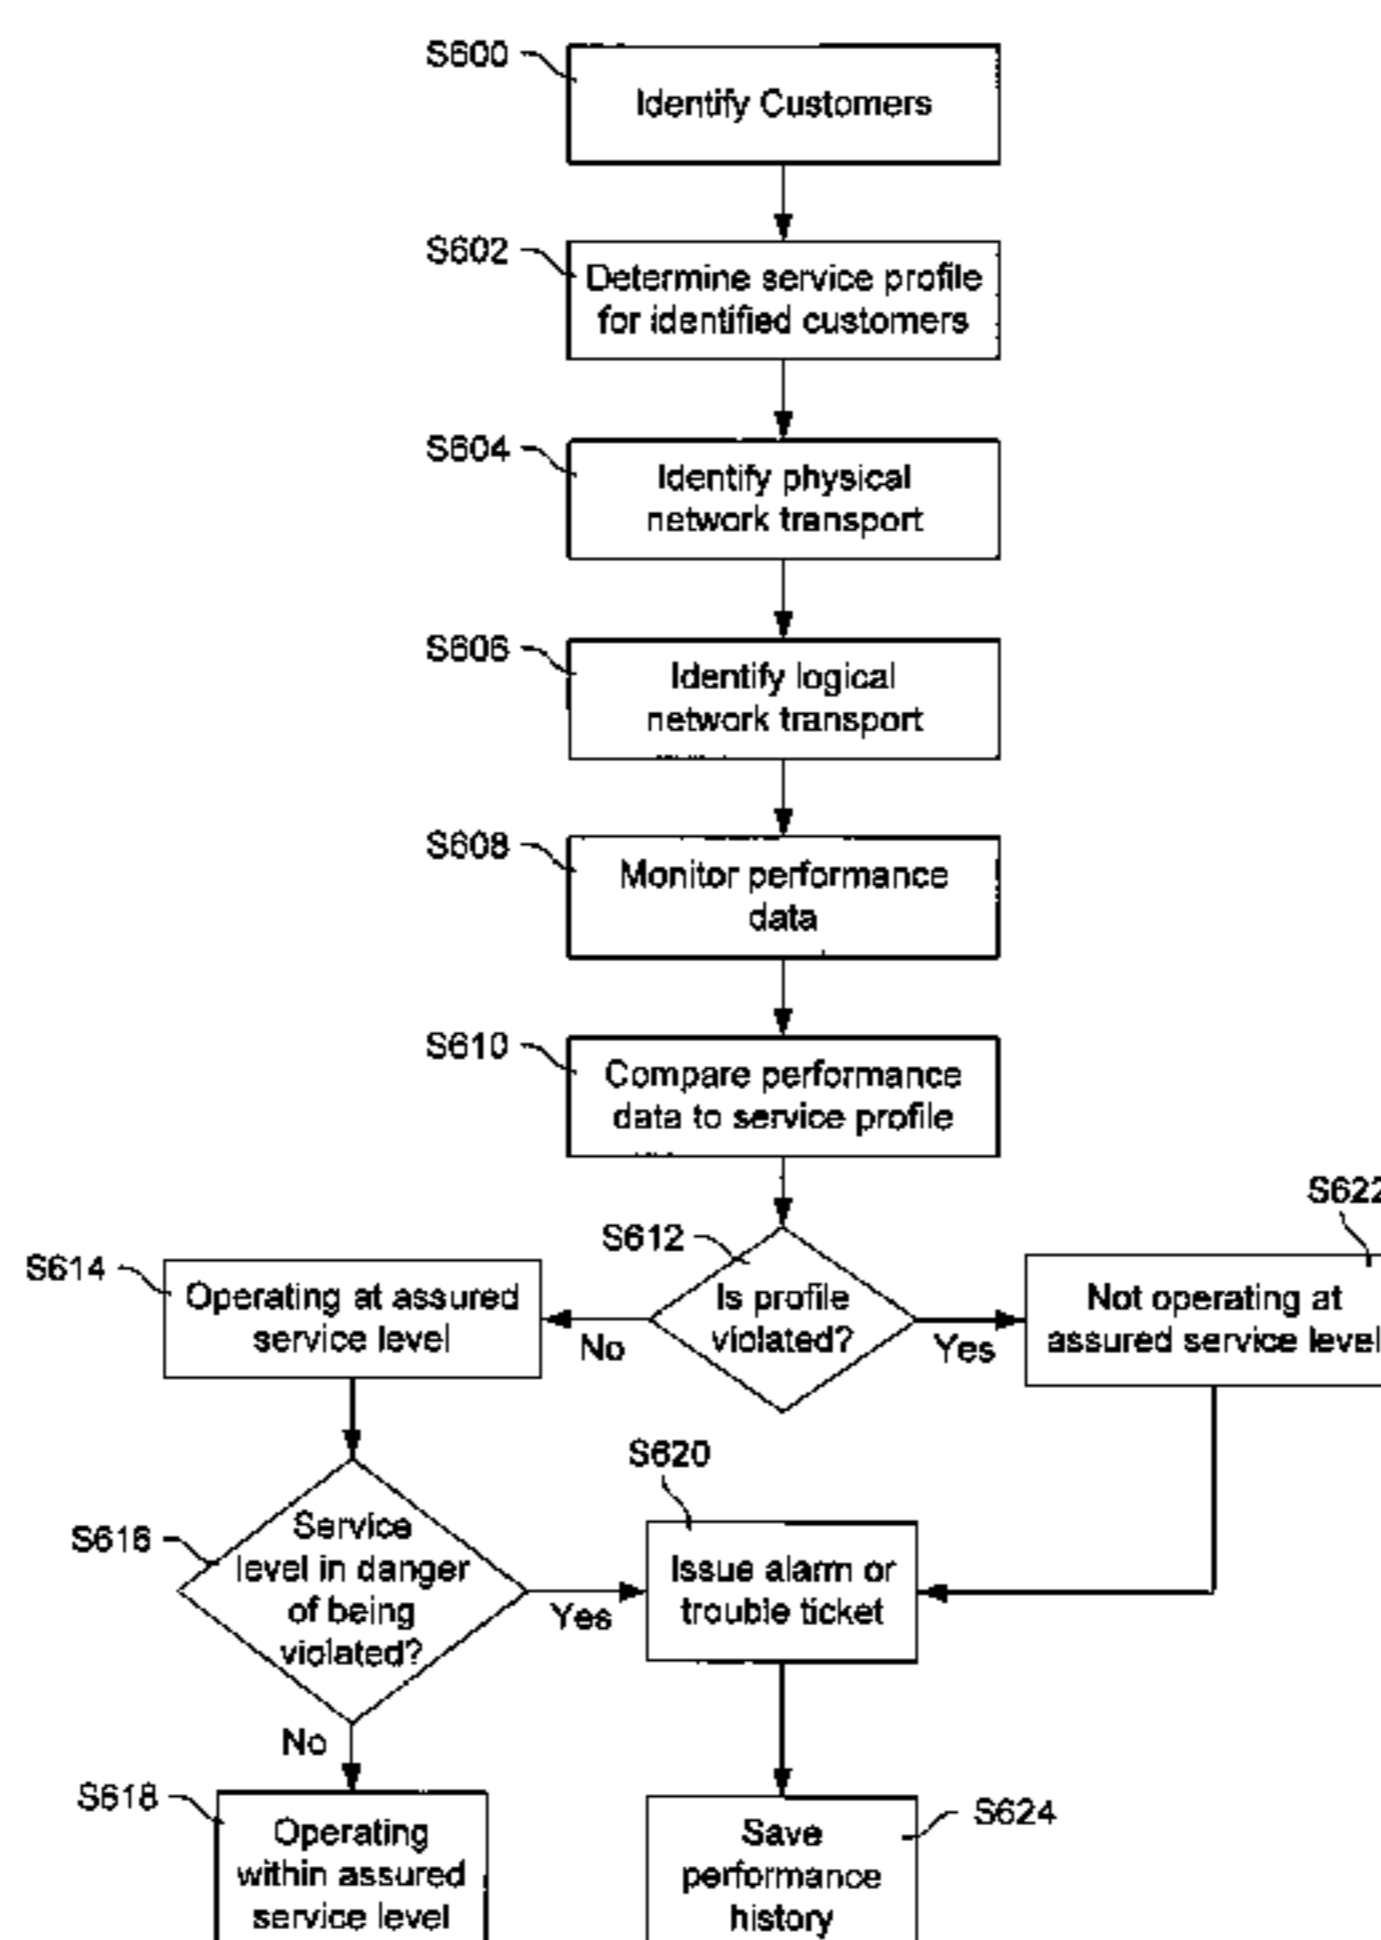 S600
Identify Customers
S602
Determine service profile
for identified customers
S604
Identify physical
network transport
S606
Identify logical
network transport
S608
Monitor performance
data
S610
Compare performance
data to service profile
S612
Is profile
violated?
No
Yes
S614
Operating at assured
service level
S622
Not operating at
assured service level
S616
Service
level in danger
of being
violated?
Yes
No
S620
Issue alarm or
trouble ticket
S618
Operating
within assured
service level
S624
Save
performance
history